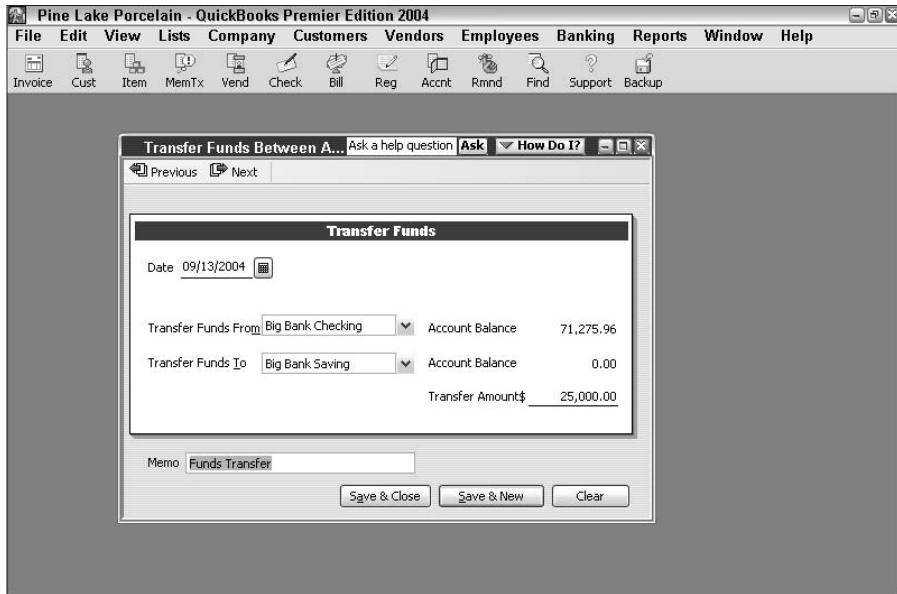 Pine Lake Porcelain - QuickBooks Premier Edition 2004
File Edit View Lists Company Customers Vendors Employees Banking Reports Window Help
Invoice Cust Item MemTx Vend Check Bill Reg Accnt Rmnd Find Support Backup
Transfer Funds Between A... Ask a help question Ask How Do I?
Previous Next
Transfer Funds
Date 09/13/2004
Transfer Funds From Big Bank Checking Account Balance 71,275.96
Transfer Funds To Big Bank Saving Account Balance 0.00
Transfer Amount$ 25,000.00
Memo Funds Transfer
Save & Close Save & New Clear